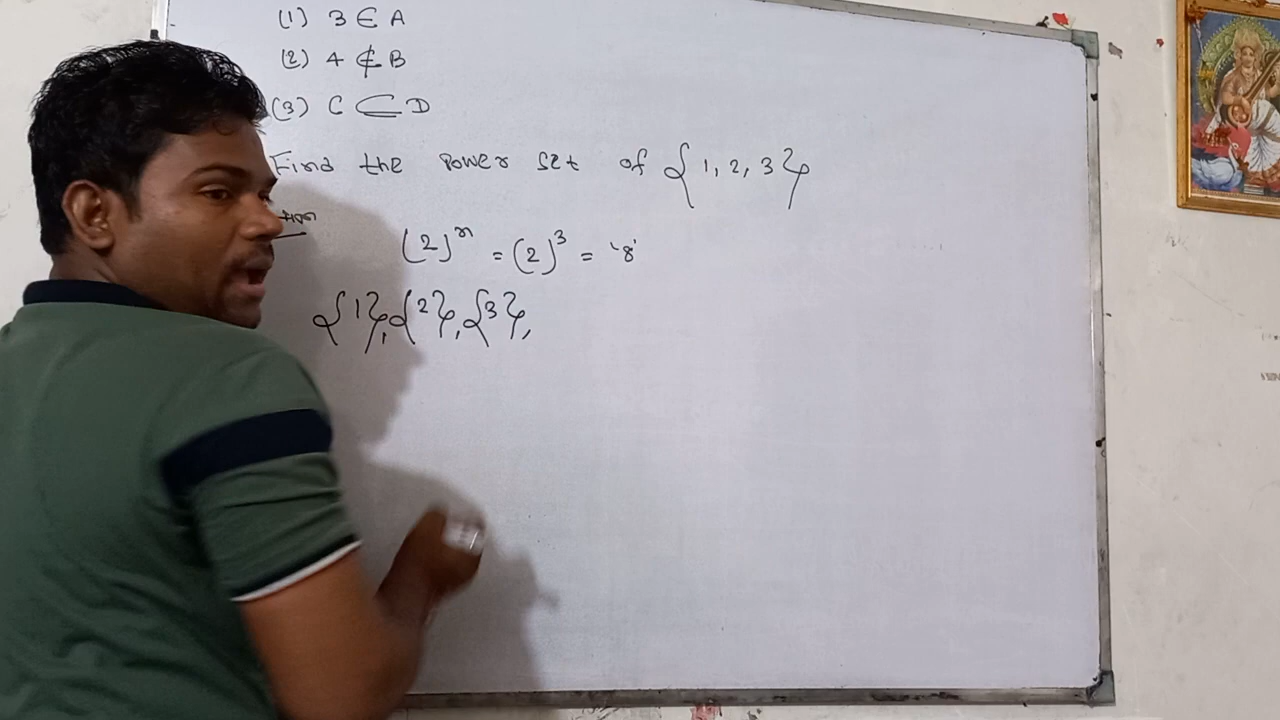 (1) 3 ∈ A
(2) A ⊄ B
(3) C ⊂ D
Find the Power set of {1, 2, 3}
(2)ⁿ = (2)³ = '8'
{1}, {2}, {3},